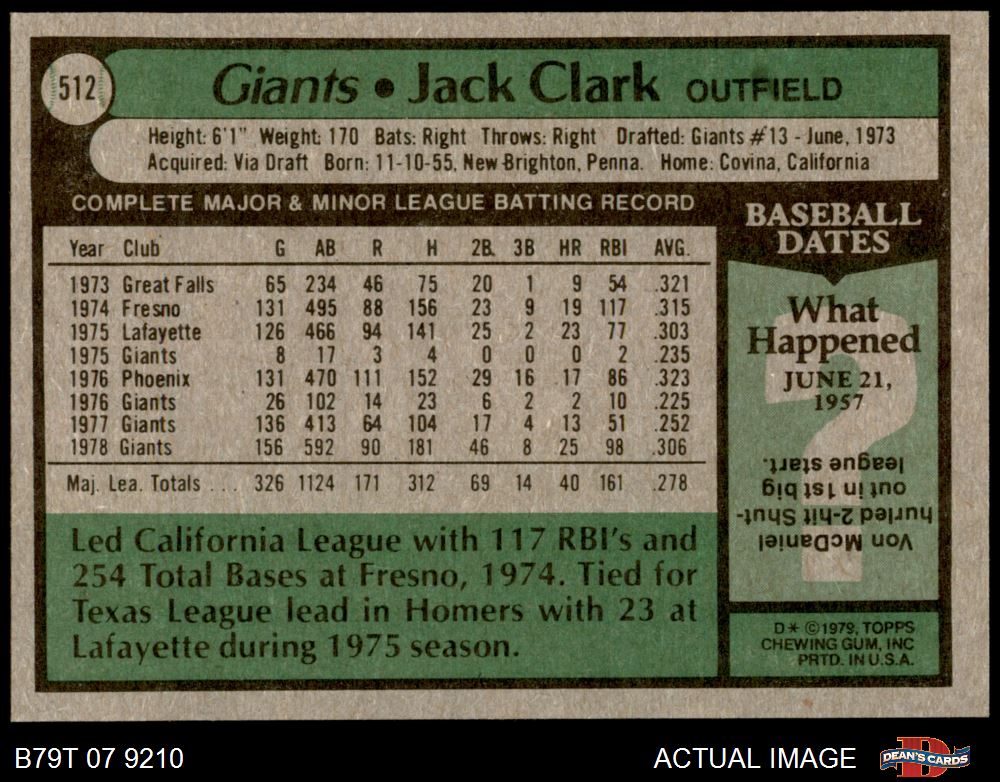 512
Giants • Jack Clark OUTFIELD
Height: 6'1" Weight: 170 Bats: Right Throws: Right Drafted: Giants #13 - June, 1973
Acquired: Via Draft Born: 11-10-55, New Brighton, Penna. Home: Covina, California
COMPLETE MAJOR & MINOR LEAGUE BATTING RECORD
Year Club G AB R H 2B. 3B HR RBI AVG.
1973 Great Falls 65 234 46 75 20 1 9 54 .321
1974 Fresno 131 495 88 156 23 9 19 117 .315
1975 Lafayette 126 466 94 141 25 2 23 77 .303
1975 Giants 8 17 3 4 0 0 0 2 .235
1976 Phoenix 131 470 111 152 29 16 17 86 .323
1976 Giants 26 102 14 23 6 2 2 10 .225
1977 Giants 136 413 64 104 17 4 13 51 .252
1978 Giants 156 592 90 181 46 8 25 98 .306
Maj. Lea. Totals ... 326 1124 171 312 69 14 40 161 .278
Led California League with 117 RBI's and
254 Total Bases at Fresno, 1974. Tied for
Texas League lead in Homers with 23 at
Lafayette during 1975 season.
BASEBALL
DATES
What
Happened
JUNE 21,
1957
?
Von McDaniel
hurled 2-hit Shut-
out in 1st big
league start.
D* ©1979, TOPPS
CHEWING GUM, INC
PRTD. IN U.S.A.
B79T 07 9210
ACTUAL IMAGE
DEAN'S CARDS